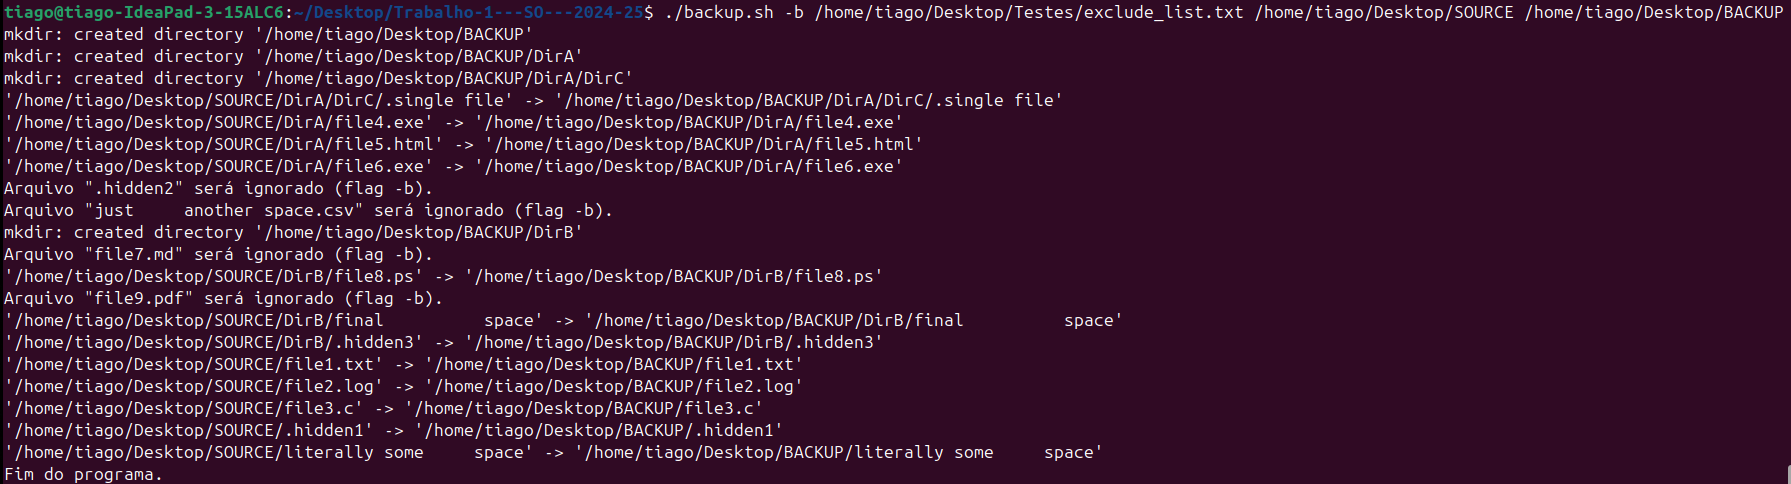 tiago@tiago-IdeaPad-3-15ALC6:~/Desktop/Trabalho-1---SO---2024-25$ ./backup.sh -b /home/tiago/Desktop/Testes/exclude_list.txt /home/tiago/Desktop/SOURCE /home/tiago/Desktop/BACKUP
mkdir: created directory '/home/tiago/Desktop/BACKUP'
mkdir: created directory '/home/tiago/Desktop/BACKUP/DirA'
mkdir: created directory '/home/tiago/Desktop/BACKUP/DirA/DirC'
'/home/tiago/Desktop/SOURCE/DirA/DirC/.single file' -> '/home/tiago/Desktop/BACKUP/DirA/DirC/.single file'
'/home/tiago/Desktop/SOURCE/DirA/file4.exe' -> '/home/tiago/Desktop/BACKUP/DirA/file4.exe'
'/home/tiago/Desktop/SOURCE/DirA/file5.html' -> '/home/tiago/Desktop/BACKUP/DirA/file5.html'
'/home/tiago/Desktop/SOURCE/DirA/file6.exe' -> '/home/tiago/Desktop/BACKUP/DirA/file6.exe'
Arquivo ".hidden2" será ignorado (flag -b).
Arquivo "just     another space.csv" será ignorado (flag -b).
mkdir: created directory '/home/tiago/Desktop/BACKUP/DirB'
Arquivo "file7.md" será ignorado (flag -b).
'/home/tiago/Desktop/SOURCE/DirB/file8.ps' -> '/home/tiago/Desktop/BACKUP/DirB/file8.ps'
Arquivo "file9.pdf" será ignorado (flag -b).
'/home/tiago/Desktop/SOURCE/DirB/final          space' -> '/home/tiago/Desktop/BACKUP/DirB/final          space'
'/home/tiago/Desktop/SOURCE/DirB/.hidden3' -> '/home/tiago/Desktop/BACKUP/DirB/.hidden3'
'/home/tiago/Desktop/SOURCE/file1.txt' -> '/home/tiago/Desktop/BACKUP/file1.txt'
'/home/tiago/Desktop/SOURCE/file2.log' -> '/home/tiago/Desktop/BACKUP/file2.log'
'/home/tiago/Desktop/SOURCE/file3.c' -> '/home/tiago/Desktop/BACKUP/file3.c'
'/home/tiago/Desktop/SOURCE/.hidden1' -> '/home/tiago/Desktop/BACKUP/.hidden1'
'/home/tiago/Desktop/SOURCE/literally some     space' -> '/home/tiago/Desktop/BACKUP/literally some     space'
Fim do programa.